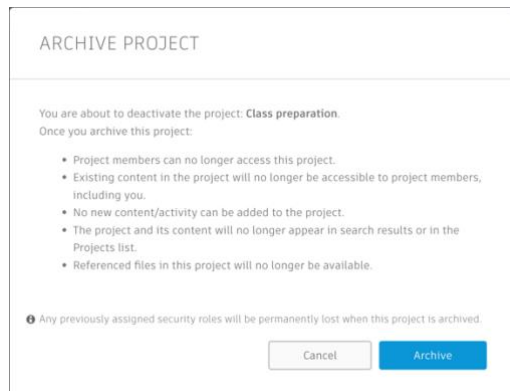 ARCHIVE PROJECT
You are about to deactivate the project: Class preparation.
Once you archive this project:
• Project members can no longer access this project.
• Existing content in the project will no longer be accessible to project members,
including you.
• No new content/activity can be added to the project.
• The project and its content will no longer appear in search results or in the
Projects list.
• Referenced files in this project will no longer be available.
Any previously assigned security roles will be permanently lost when this project is archived.
Cancel
Archive